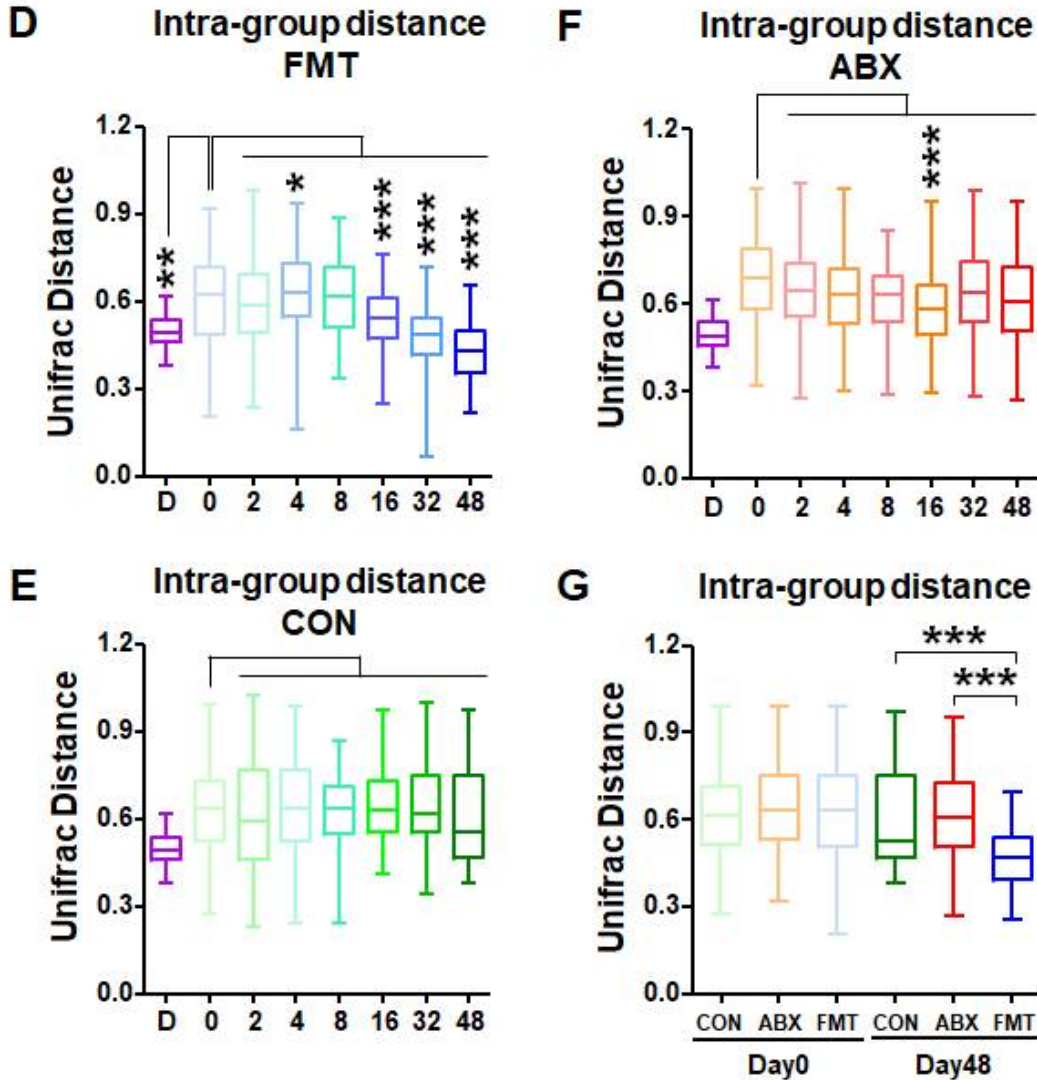 D
Intra-group distance
FMT
Unifrac Distance
1.2
0.9
0.6
0.3
0.0
**
*
***
***
***
D 0 2 4 8 16 32 48
F
Intra-group distance
ABX
Unifrac Distance
1.2
0.9
0.6
0.3
0.0
***
D 0 2 4 8 16 32 48
E
Intra-group distance
CON
Unifrac Distance
1.2
0.9
0.6
0.3
0.0
D 0 2 4 8 16 32 48
G
Intra-group distance
Unifrac Distance
1.2
0.9
0.6
0.3
0.0
***
***
CON ABX FMT CON ABX FMT
Day0 Day48